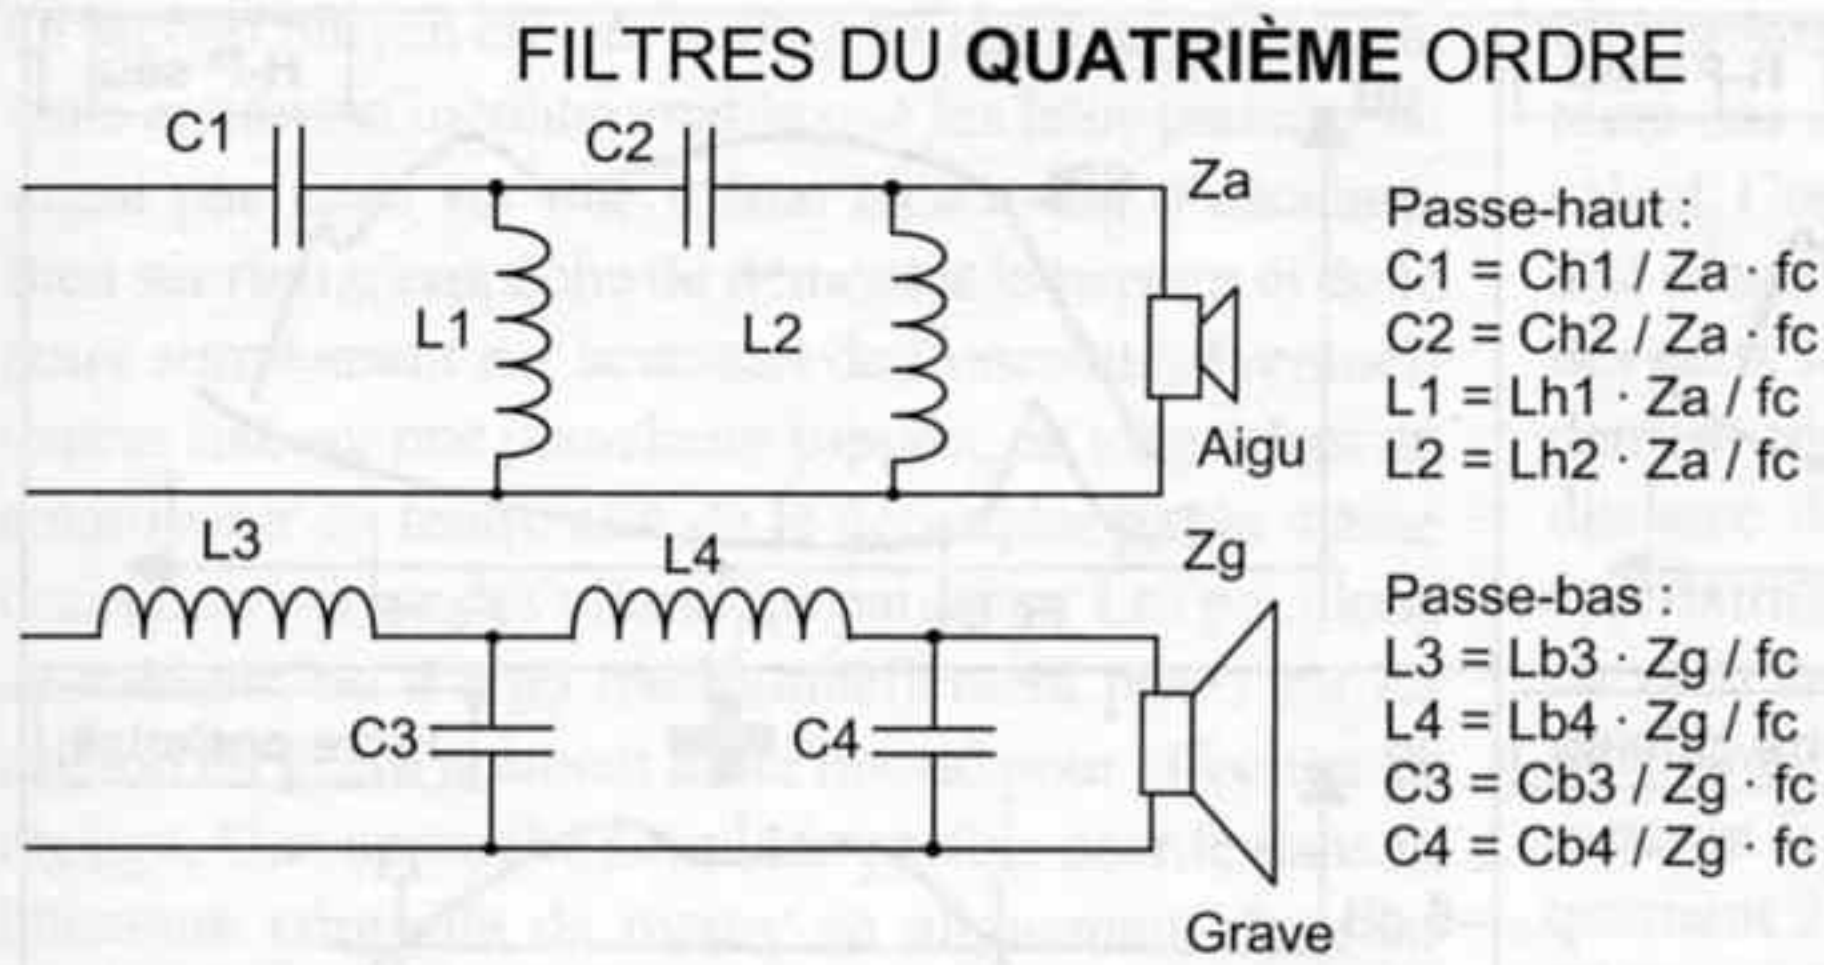 FILTRES DU QUATRIÈME ORDRE
C1
C2
Za
L1
L2
Aigu
Passe-haut :
C1 = Ch1 / Za · fc
C2 = Ch2 / Za · fc
L1 = Lh1 · Za / fc
L2 = Lh2 · Za / fc
L3
L4
Zg
C3
C4
Grave
Passe-bas :
L3 = Lb3 · Zg / fc
L4 = Lb4 · Zg / fc
C3 = Cb3 / Zg · fc
C4 = Cb4 / Zg · fc